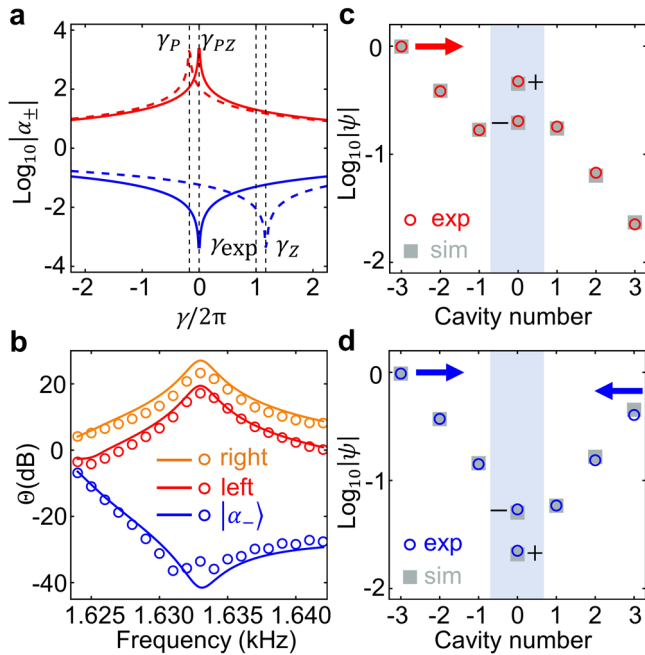 a
γP
γPZ
4
2
0
-2
-4
Log10|α±|
γexp
γZ
-2
-1
0
1
2
γ/2π
c
0
-1
-2
Log10|ψ|
+
−
exp
sim
-3 -2 -1 0 1 2 3
Cavity number
b
20
0
-20
-40
Θ(dB)
right
left
|α−⟩
1.625 1.630 1.635 1.640
Frequency (kHz)
d
0
-1
-2
Log10|ψ|
−
+
exp
sim
-3 -2 -1 0 1 2 3
Cavity number